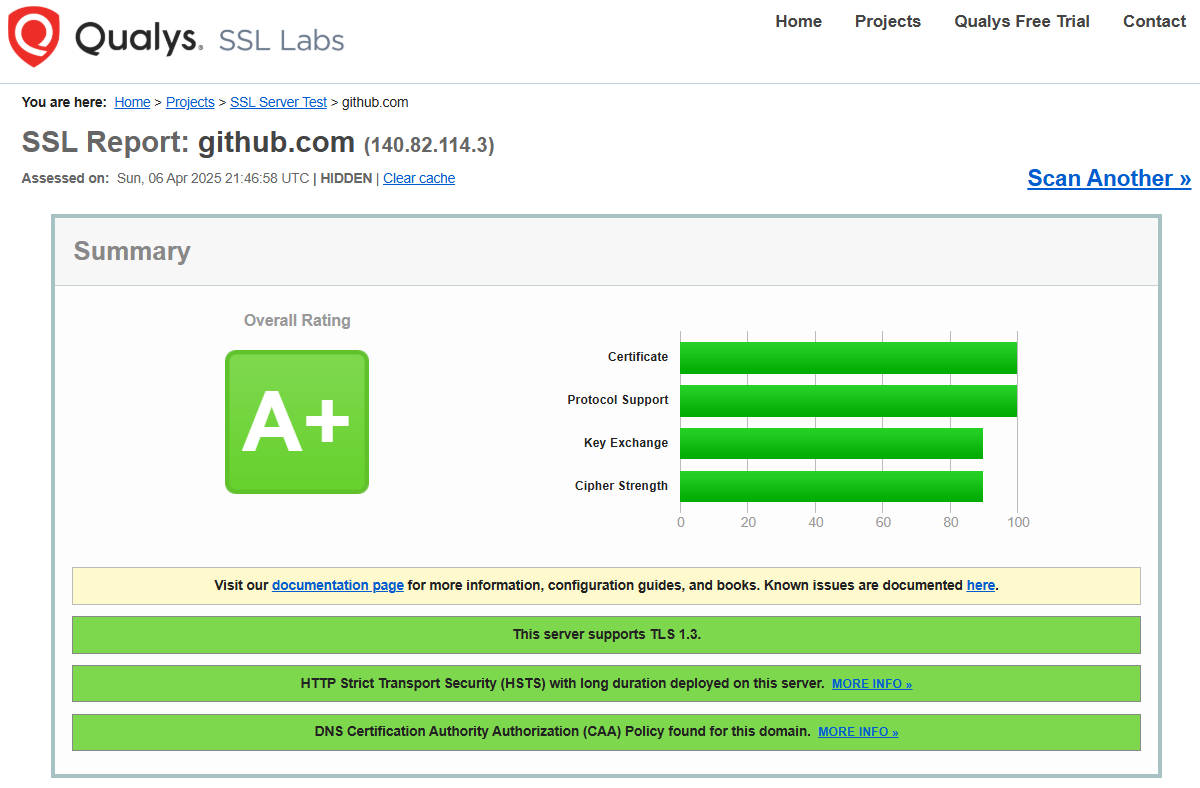 Qualys. SSL Labs
Home Projects Qualys Free Trial Contact
You are here: Home > Projects > SSL Server Test > github.com
SSL Report: github.com (140.82.114.3)
Assessed on: Sun, 06 Apr 2025 21:46:58 UTC | HIDDEN | Clear cache
Scan Another »
Summary
Overall Rating
A+
Certificate
Protocol Support
Key Exchange
Cipher Strength
0 20 40 60 80 100
Visit our documentation page for more information, configuration guides, and books. Known issues are documented here.
This server supports TLS 1.3.
HTTP Strict Transport Security (HSTS) with long duration deployed on this server. MORE INFO »
DNS Certification Authority Authorization (CAA) Policy found for this domain. MORE INFO »